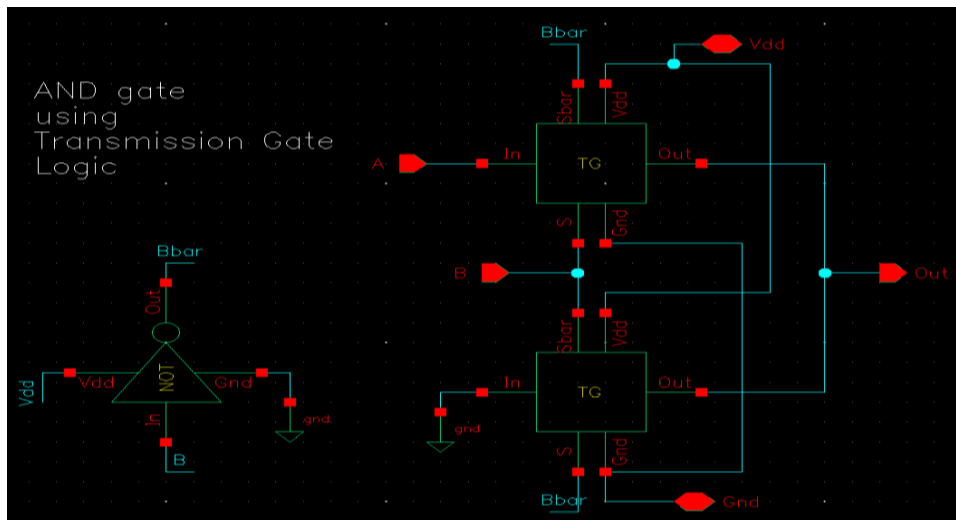 Bbar
Vdd
AND gate
using
Transmission Gate
Logic
Sbar
Vdd
A
In
TG
Out
S
Gnd
Bbar
B
Out
Out
Sbar
Vdd
Vdd
Vdd
NOT
Gnd
gnd
In
B
In
TG
Out
gnd
S
Gnd
Bbar
Gnd